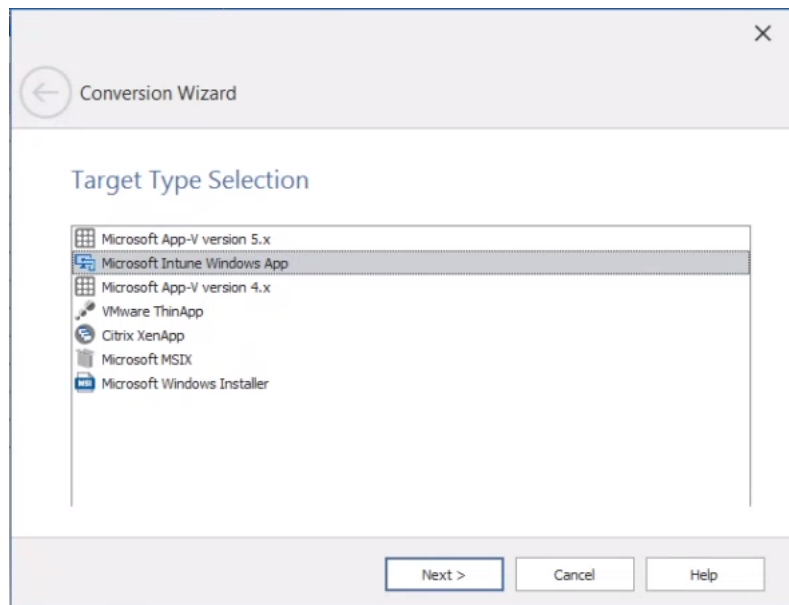 Conversion Wizard
Target Type Selection
Microsoft App-V version 5.x
Microsoft Intune Windows App
Microsoft App-V version 4.x
VMware ThinApp
Citrix XenApp
Microsoft MSIX
MSI Microsoft Windows Installer
Next > Cancel Help